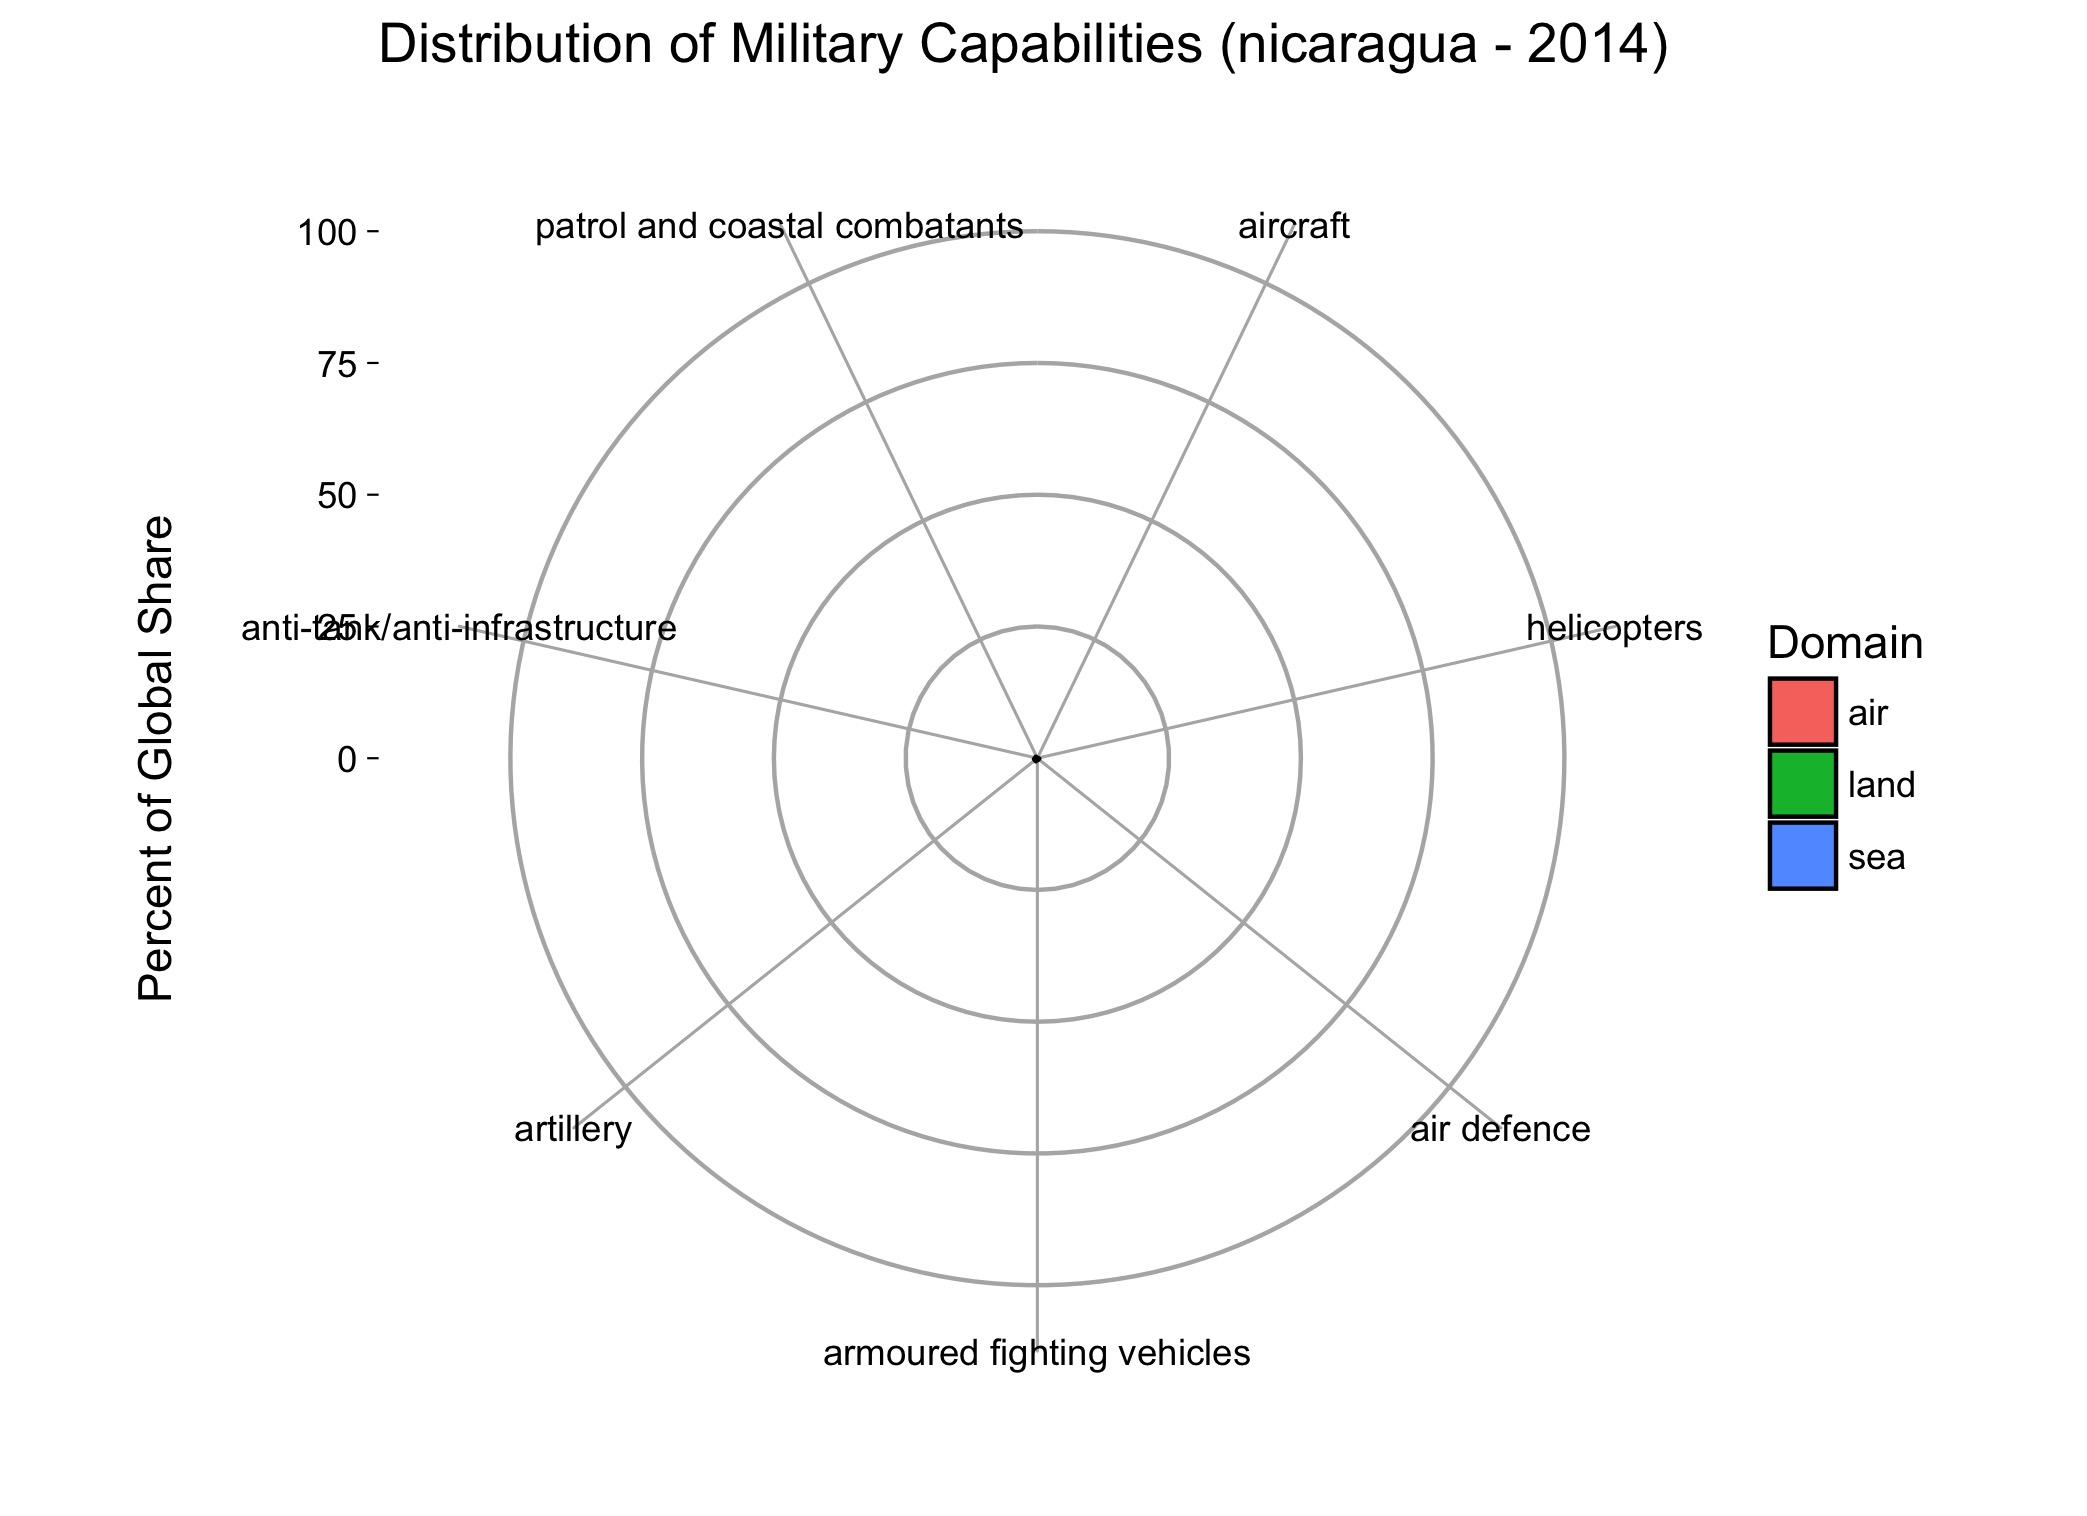 Distribution of Military Capabilities (nicaragua - 2014)
Percent of Global Share
100
75
50
25
0
patrol and coastal combatants
aircraft
anti-tank/anti-infrastructure
helicopters
artillery
air defence
armoured fighting vehicles
Domain
air
land
sea